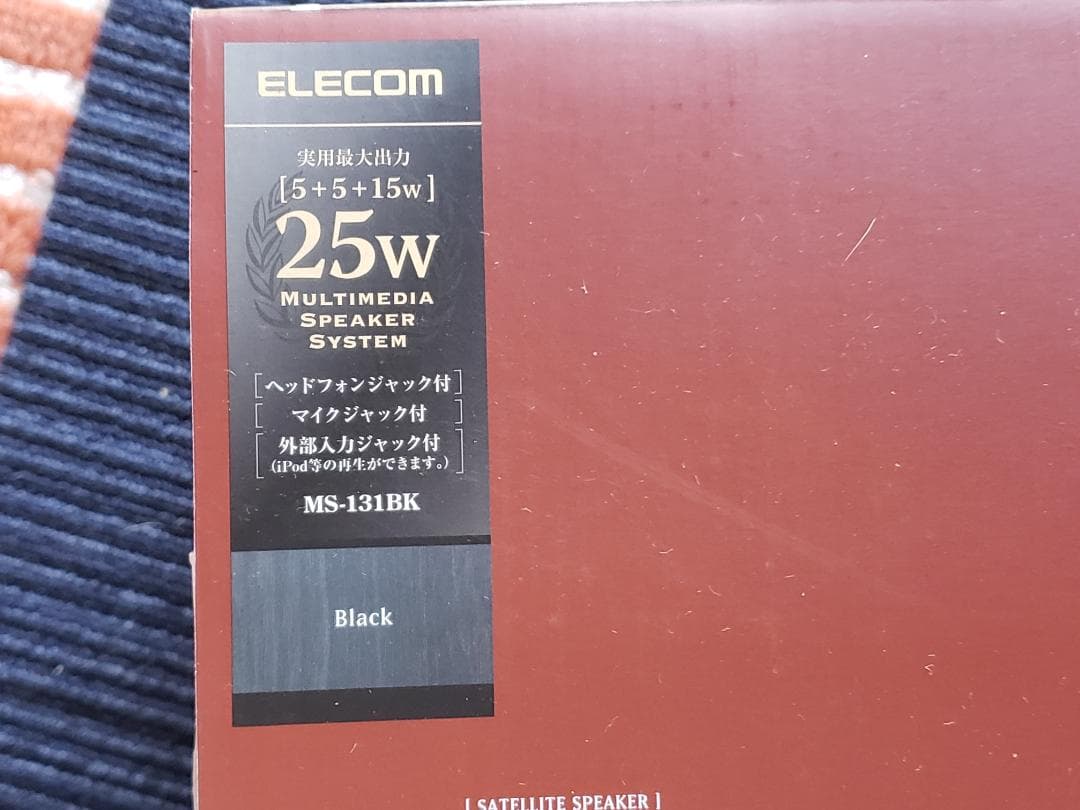 ELECOM
実用最大出力
[5+5+15W]
25W
MULTIMEDIA
SPEAKER
SYSTEM
[ヘッドフォンジャック付]
[マイクジャック付]
[外部入力ジャック付
(iPod等の再生ができます。)]
MS-131BK
Black
[ SATELLITE SPEAKER ]